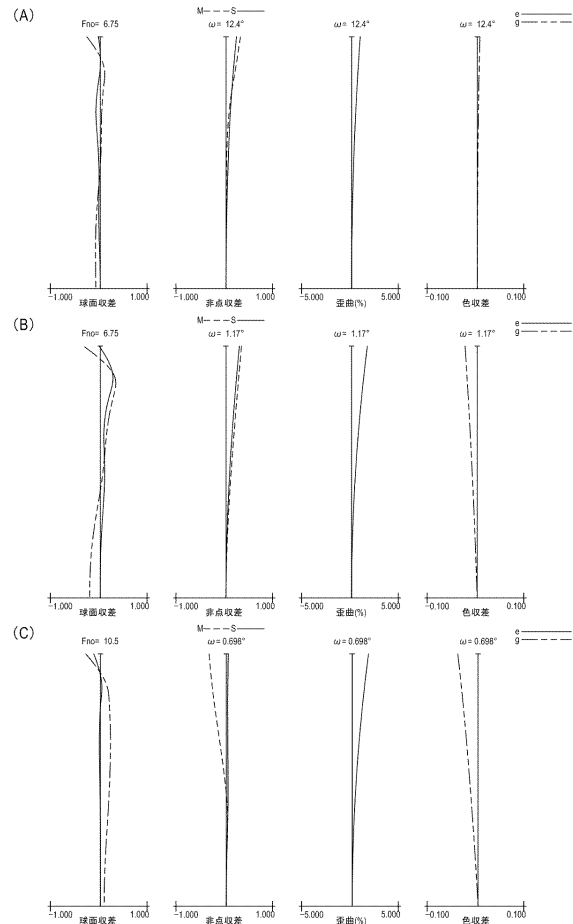 (A)
M S e
g
Fno= 6.75 ω = 12.4° ω = 12.4° ω = 12.4°
-1.000 球面収差 1.000 -1.000 非点収差 1.000 -5.000 歪曲(%) 5.000 -0.100 色収差 0.100
(B)
M S e
g
Fno= 6.75 ω = 1.17° ω = 1.17° ω = 1.17°
-1.000 球面収差 1.000 -1.000 非点収差 1.000 -5.000 歪曲(%) 5.000 -0.100 色収差 0.100
(C)
M S e
g
Fno= 10.5 ω = 0.698° ω = 0.698° ω = 0.698°
-1.000 球面収差 1.000 -1.000 非点収差 1.000 -5.000 歪曲(%) 5.000 -0.100 色収差 0.100